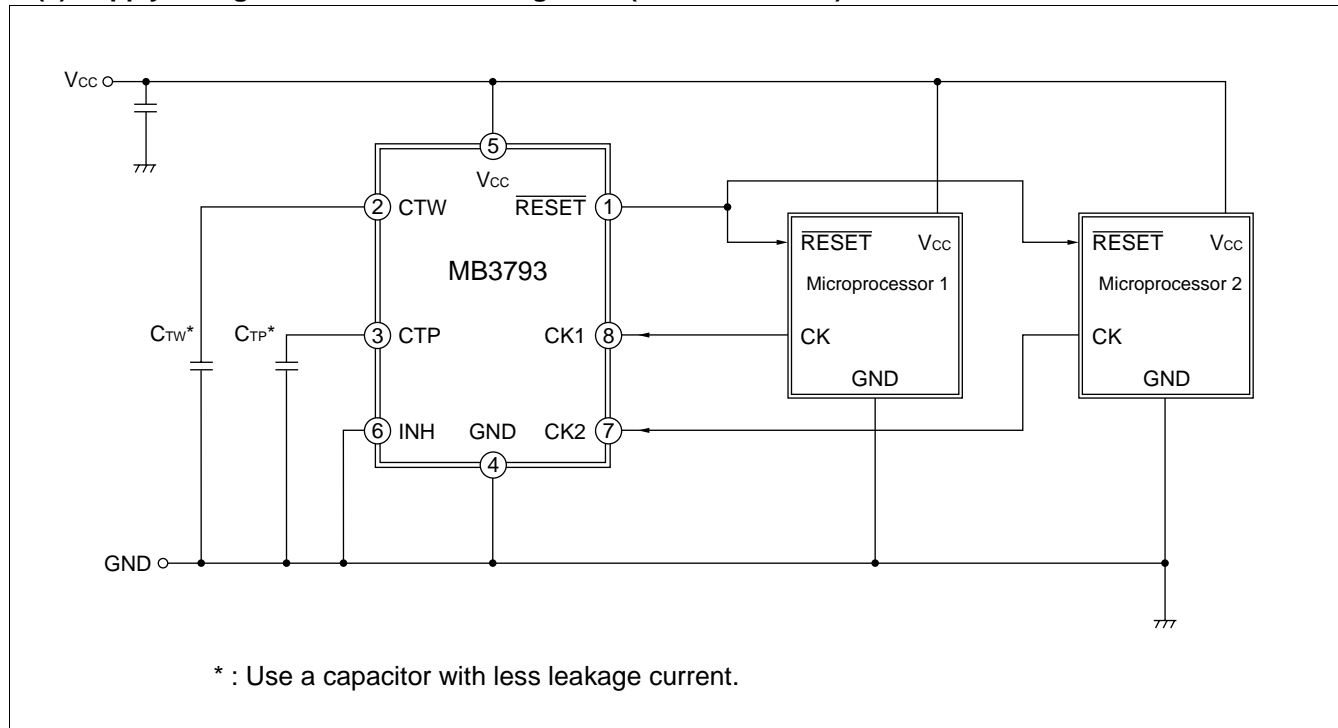 Vcc
5
Vcc
2 CTW
RESET 1
RESET
Vcc
RESET
Vcc
MB3793
Microprocessor 1
Microprocessor 2
CTW*
CTP*
3 CTP
CK1 8
CK
CK
GND
GND
6 INH
GND
CK2 7
4
GND
* : Use a capacitor with less leakage current.